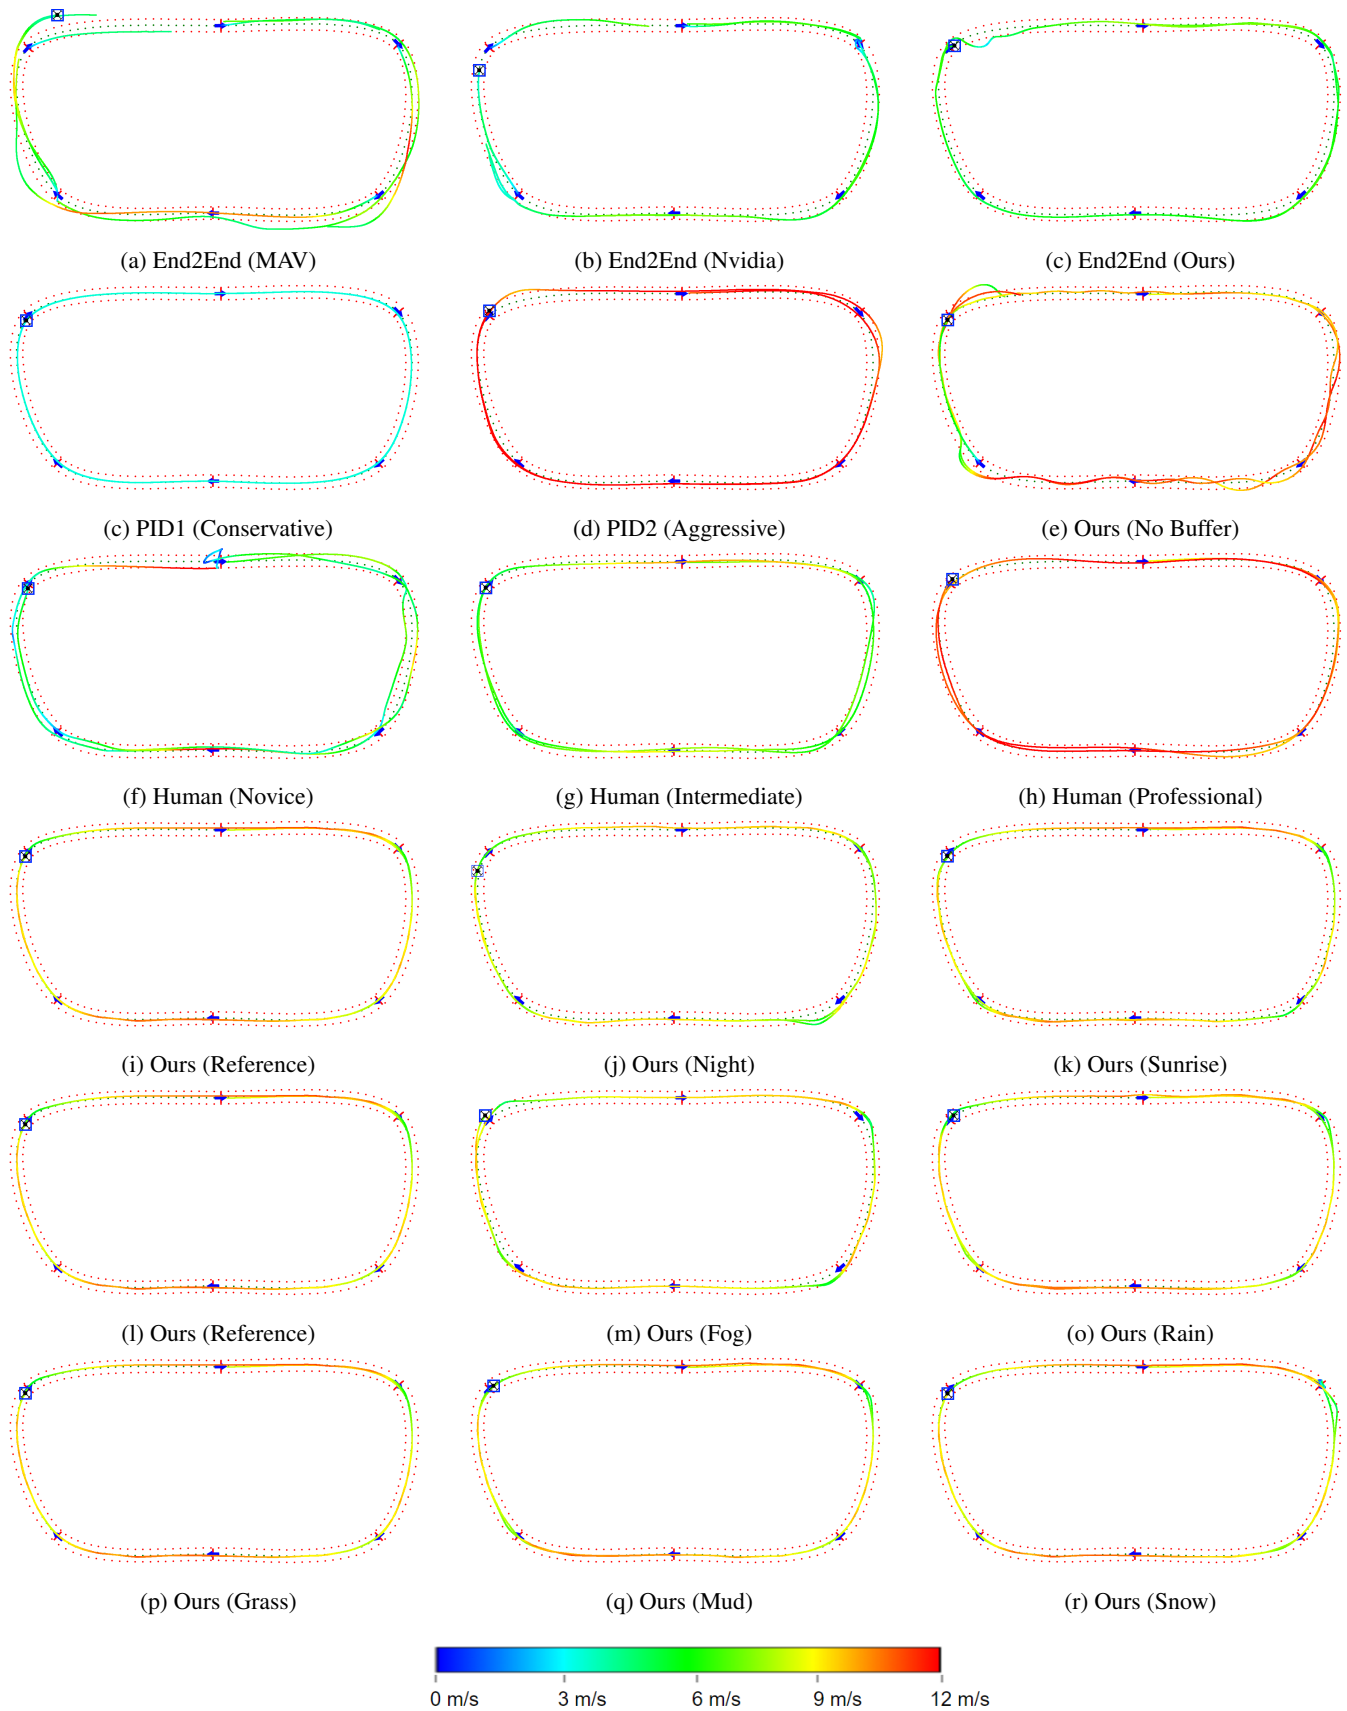 (a) End2End (MAV)
(b) End2End (Nvidia)
(c) End2End (Ours)
(c) PID1 (Conservative)
(d) PID2 (Aggressive)
(e) Ours (No Buffer)
(f) Human (Novice)
(g) Human (Intermediate)
(h) Human (Professional)
(i) Ours (Reference)
(j) Ours (Night)
(k) Ours (Sunrise)
(l) Ours (Reference)
(m) Ours (Fog)
(o) Ours (Rain)
(p) Ours (Grass)
(q) Ours (Mud)
(r) Ours (Snow)
0 m/s 3 m/s 6 m/s 9 m/s 12 m/s